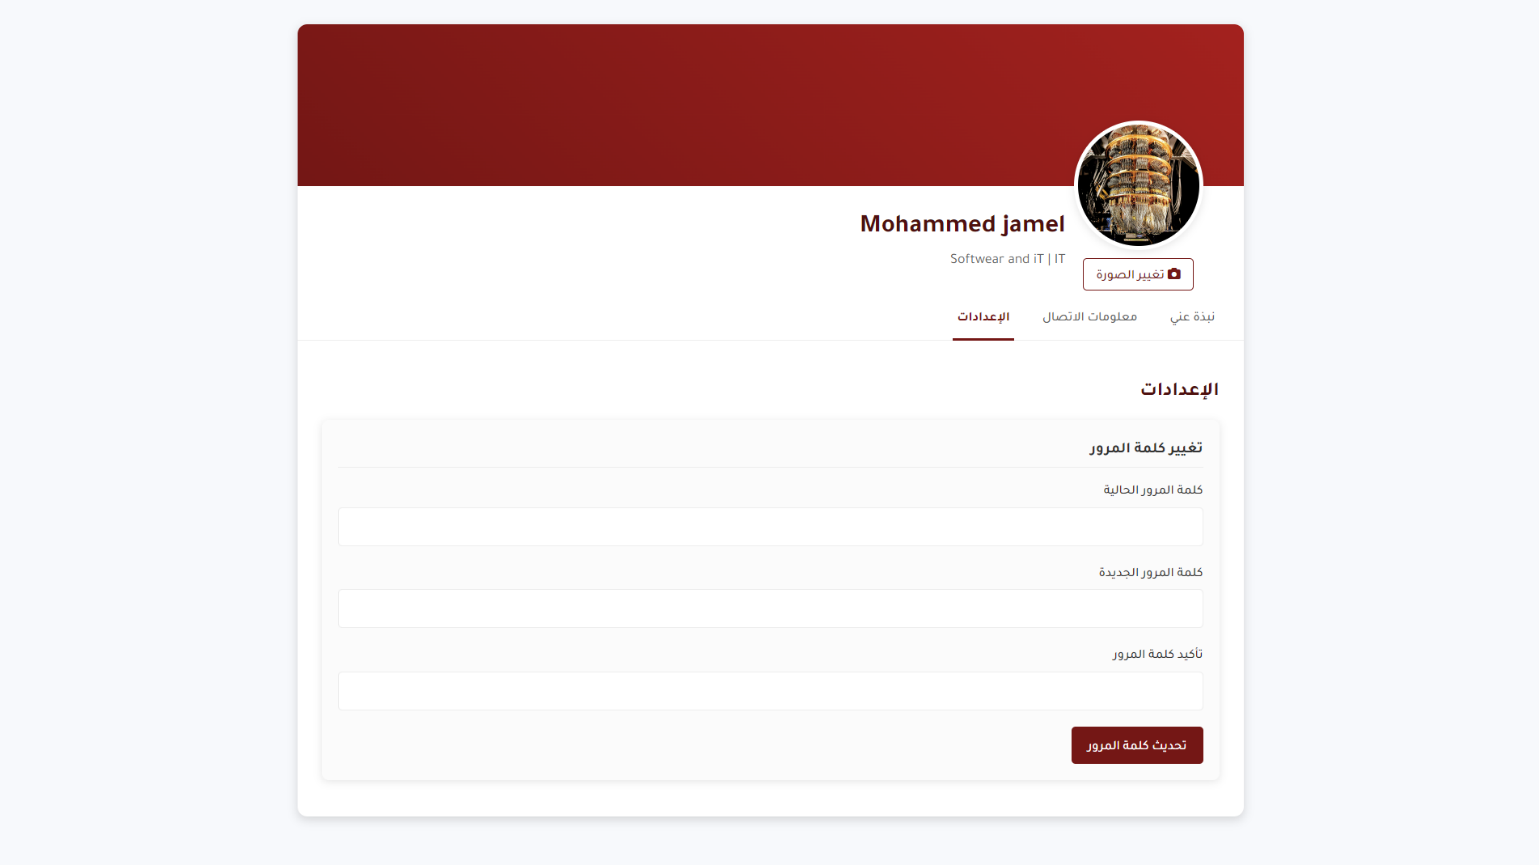 Mohammed jamel
Softwear and iT | IT
تغيير الصورة
نبذة عني
معلومات الاتصال
الإعدادات
الإعدادات
تغيير كلمة المرور
كلمة المرور الحالية
كلمة المرور الجديدة
تأكيد كلمة المرور
تحديث كلمة المرور